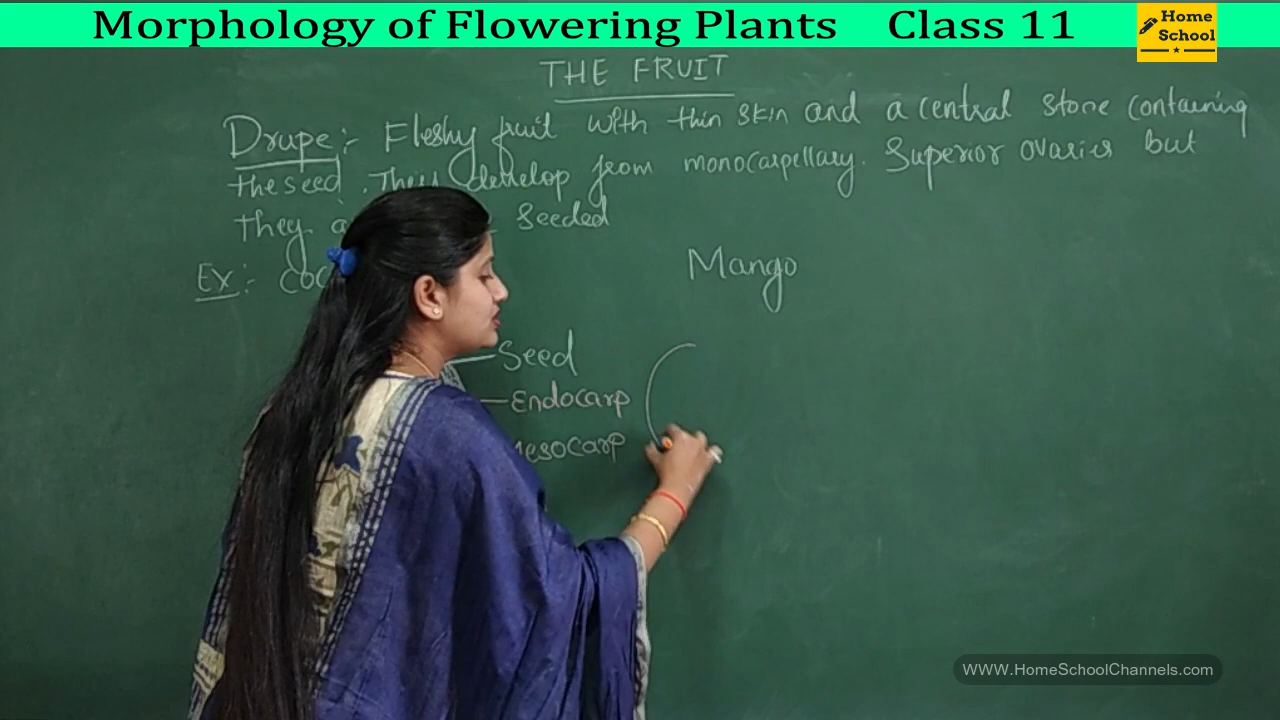 Morphology of Flowering Plants Class 11
Home School
THE FRUIT
Drupe:- Fleshy fruit with thin skin and a central stone containing
the seed. They develop from monocarpellary. Superior ovaries but
they seeded
Ex:-
Mango
Seed
Endocarp
Mesocarp
WWW.HomeSchoolChannels.com